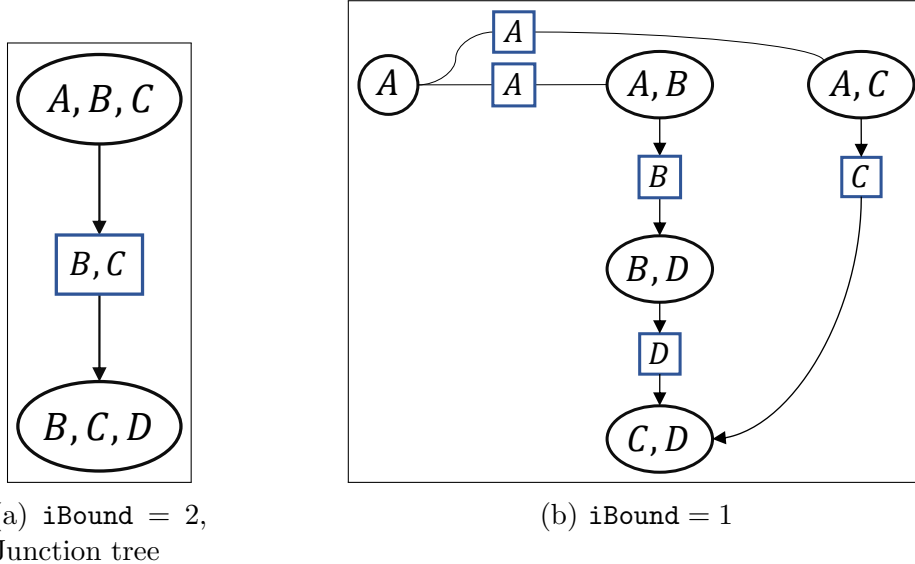 A, B, C
B, C
B, C, D
A
A
A
A, B
A, C
B
C
B, D
D
C, D
a) iBound = 2,
Junction tree
(b) iBound = 1